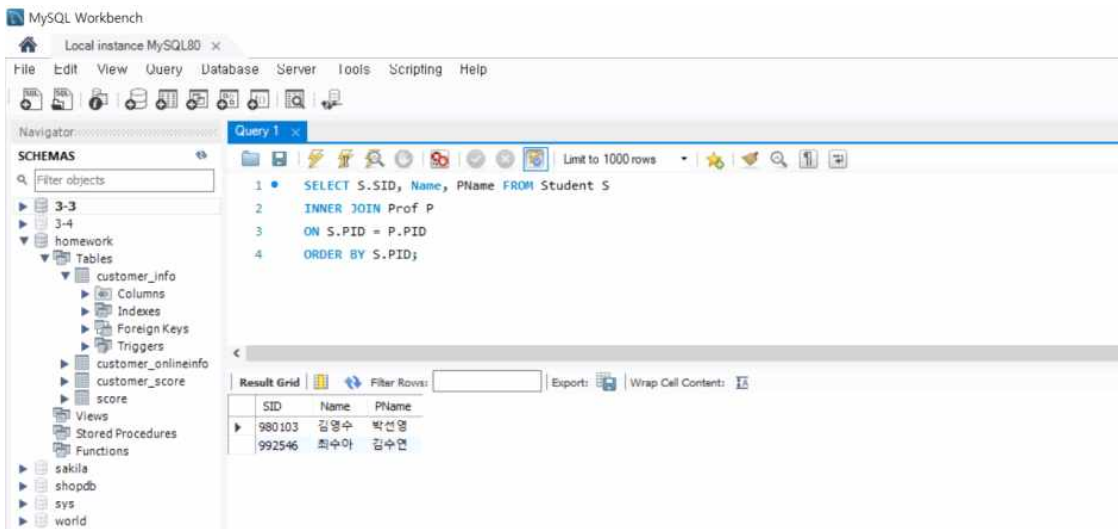 MySQL Workbench
Local instance MySQL80 ×
File Edit View Query Database Server Tools Scripting Help
Navigator
Query 1 ×
SCHEMAS
Limit to 1000 rows
Filter objects
1 SELECT S.SID, Name, PName FROM Student S
2 INNER JOIN Prof P
3 ON S.PID = P.PID
4 ORDER BY S.PID;
3-3
3-4
homework
Tables
customer_info
Columns
Indexes
Foreign Keys
Triggers
customer_onlineinfo
customer_score
score
Views
Stored Procedures
Functions
sakila
shopdb
sys
world
Result Grid Filter Rows: Export: Wrap Cell Content:
SID Name PName
980103 김영수 박선영
992546 최수아 김수연